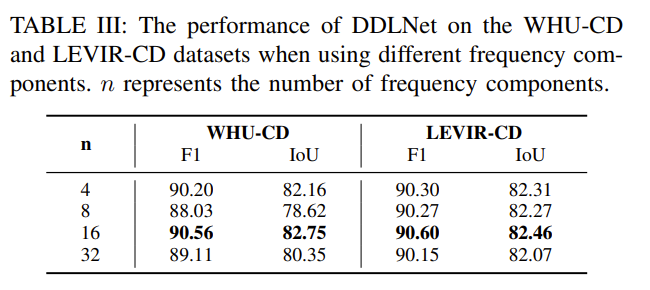 TABLE III: The performance of DDLNet on the WHU-CD
and LEVIR-CD datasets when using different frequency com-
ponents. n represents the number of frequency components.
n WHU-CD LEVIR-CD
F1 IoU F1 IoU
4 90.20 82.16 90.30 82.31
8 88.03 78.62 90.27 82.27
16 90.56 82.75 90.60 82.46
32 89.11 80.35 90.15 82.07